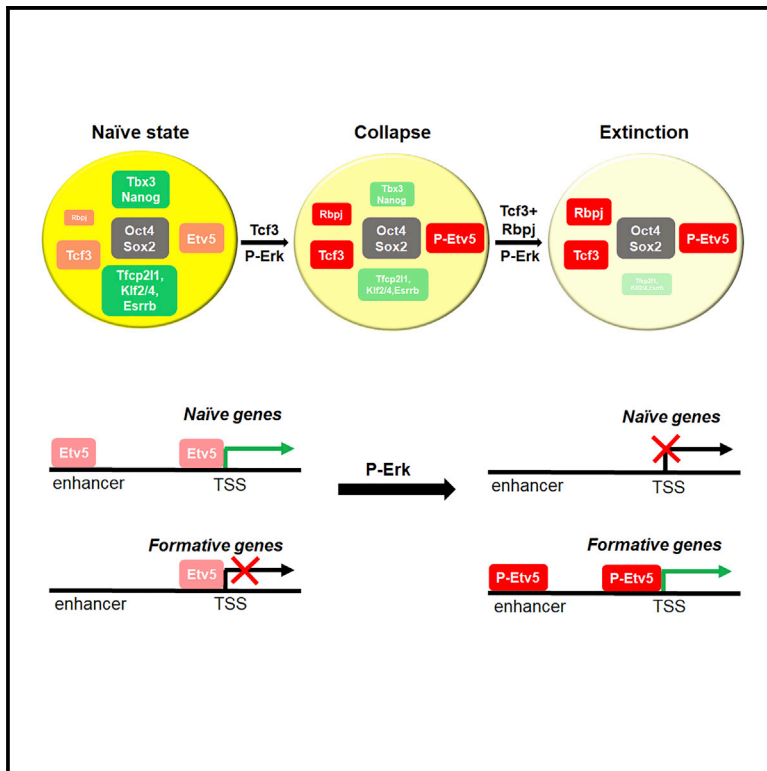 Naïve state
Collapse
Extinction
Tbx3
Nanog
Rbpj
Oct4
Sox2
Etv5
Tcf3
Tfcp2l1,
Klf2/4,
Esrrb
Tcf3
P-Erk
Tbx3
Nanog
Rbpj
Oct4
Sox2
P-Etv5
Tcf3
Tfcp2l1,
Klf2/4,Esrrb
Tcf3+
Rbpj
P-Erk
Rbpj
Oct4
Sox2
P-Etv5
Tcf3
Klf2/4,Esrrb
Naïve genes
Etv5
Etv5
enhancer
TSS
P-Erk
Naïve genes
enhancer
TSS
Formative genes
Etv5
enhancer
TSS
Formative genes
P-Etv5
P-Etv5
enhancer
TSS